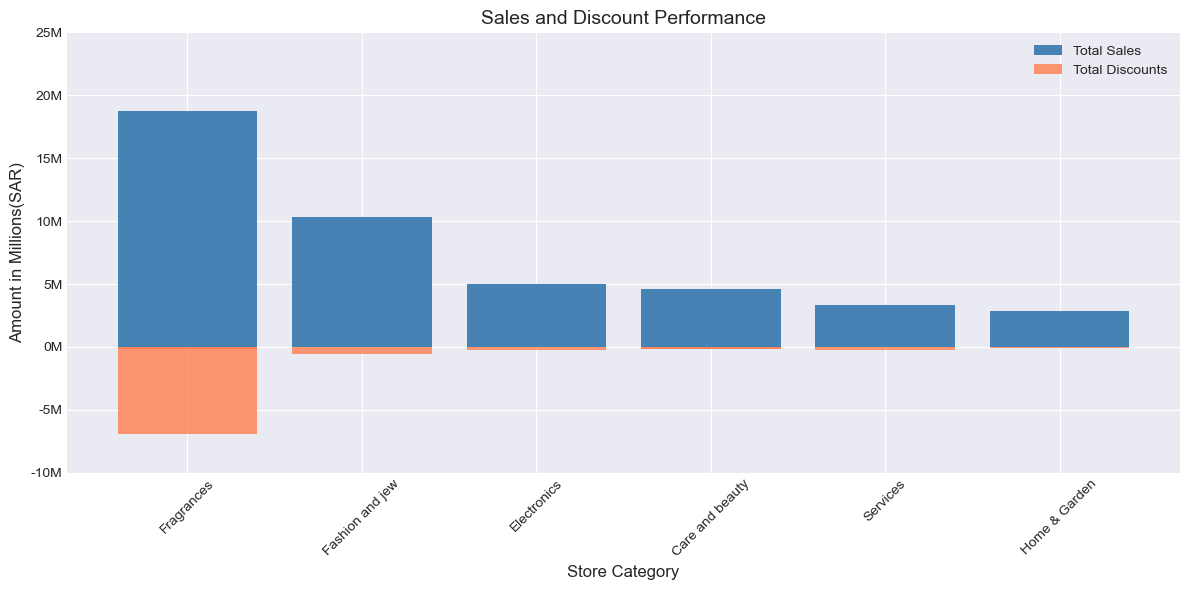 Sales and Discount Performance
Total Sales
Total Discounts
Amount in Millions(SAR)
25M
20M
15M
10M
5M
0M
-5M
-10M
Fragrances
Fashion and jew
Electronics
Care and beauty
Services
Home & Garden
Store Category